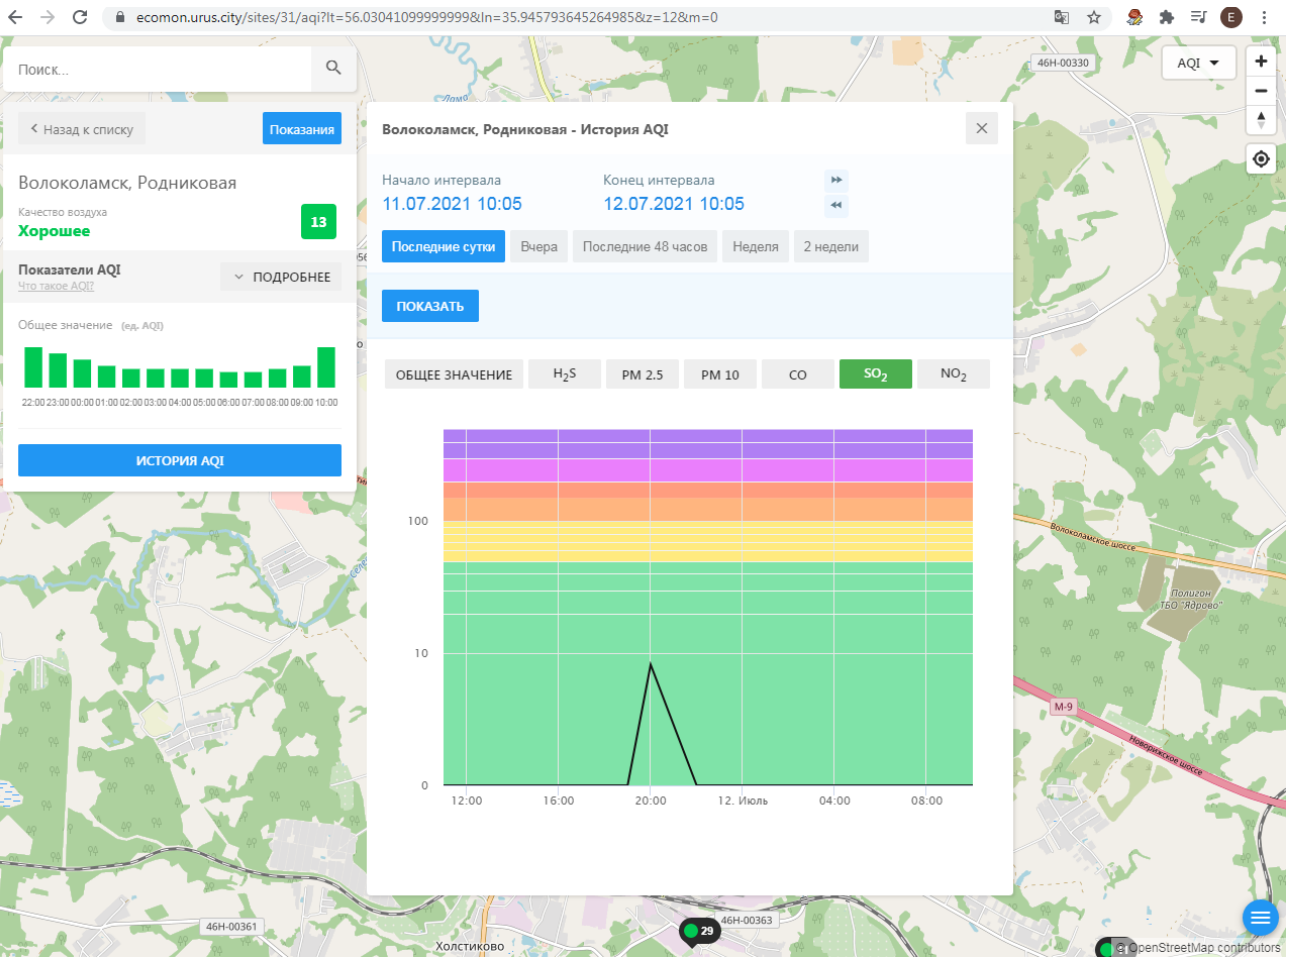 ecomon.urus.city/sites/31/aqi?lt=56.03041099999999&ln=35.945793645264985&z=12&m=0
E
Поиск...
Лама
46Н-00330
AQI
Назад к списку
Показания
Волоколамск, Родниковая
Качество воздуха
Хорошее
13
Показатели AQI
Что такое AQI?
ПОДРОБНЕЕ
Общее значение (ед. AQI)
22:00 23:00 00:00 01:00 02:00 03:00 04:00 05:00 06:00 07:00 08:00 09:00 10:00
ИСТОРИЯ AQI
Волоколамск, Родниковая - История AQI
Начало интервала
Конец интервала
11.07.2021 10:05
12.07.2021 10:05
Последние сутки
Вчера
Последние 48 часов
Неделя
2 недели
ПОКАЗАТЬ
ОБЩЕЕ ЗНАЧЕНИЕ
H2S
PM 2.5
PM 10
CO
SO2
NO2
100
10
0
12:00
16:00
20:00
12. Июль
04:00
08:00
Волоколамское шоссе
Полигон
ТБО "Ядрово"
М-9
Новорижское шоссе
46Н-00361
46Н-00363
29
Холстиково
© OpenStreetMap contributors